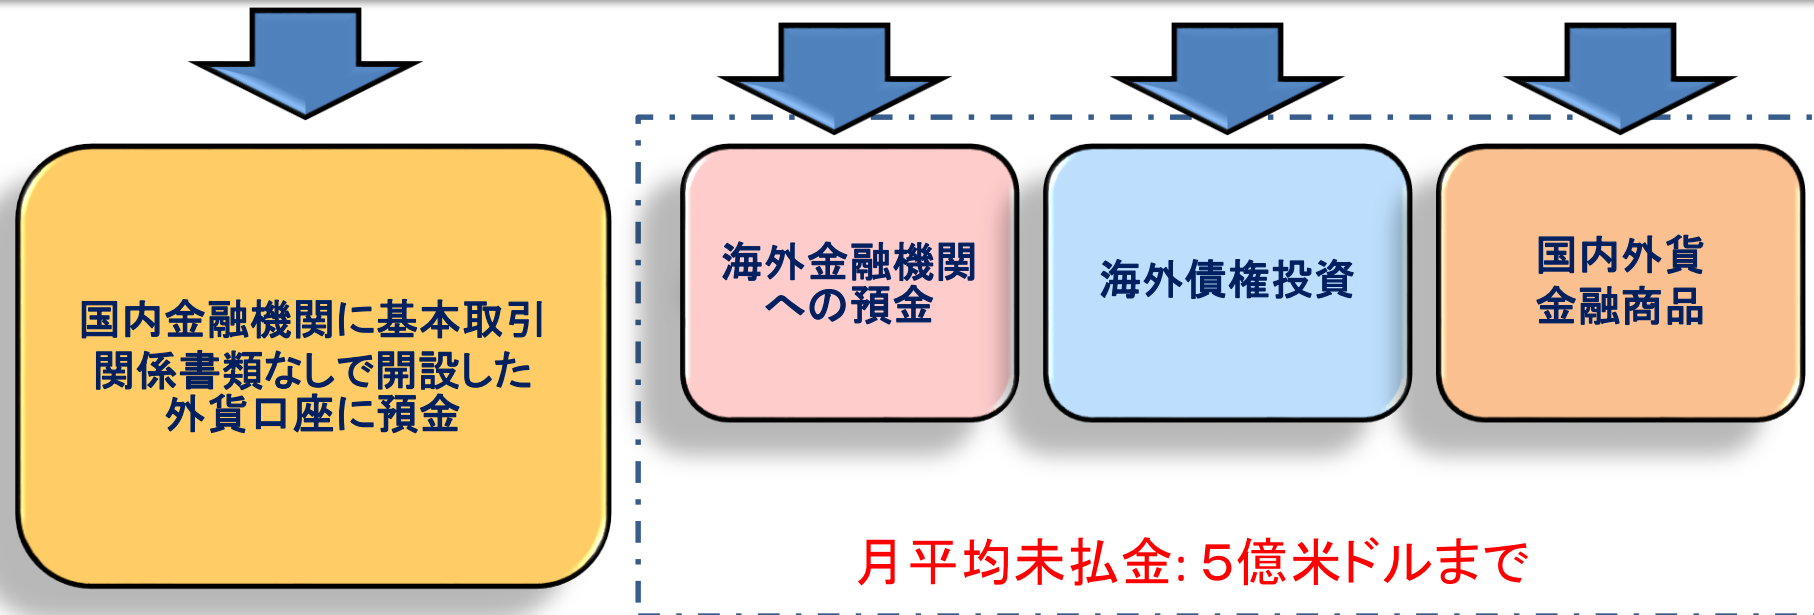 国内金融機関に基本取引
関係書類なしで開設した
外貨口座に預金
海外金融機関
への預金
海外債権投資
国内外貨
金融商品
月平均未払金: 5億米ドルまで